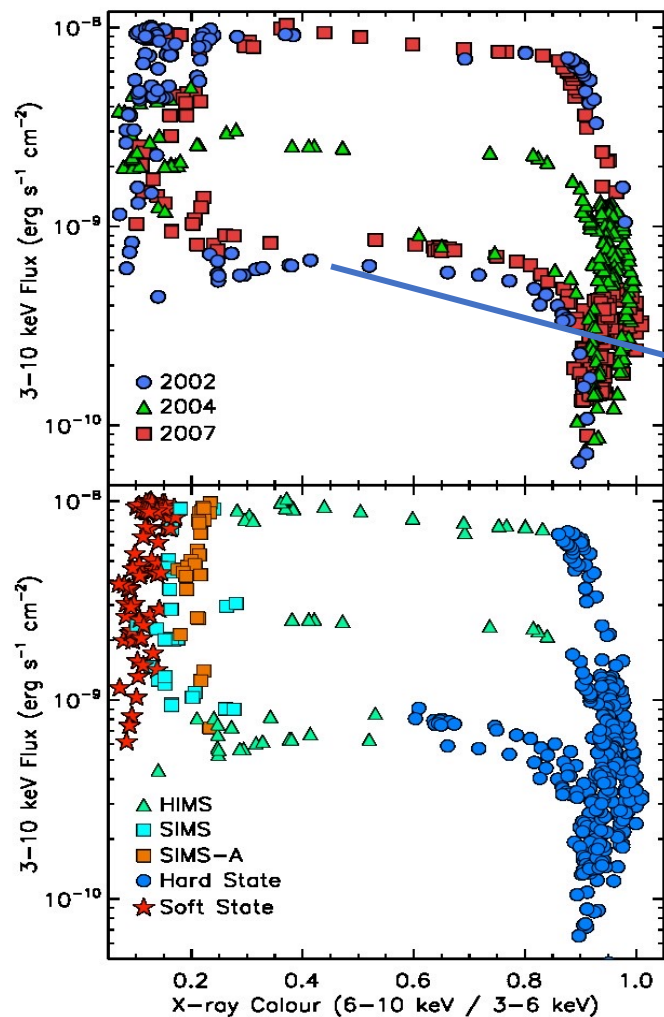 10⁻⁸
10⁻⁹
10⁻¹⁰
3−10 keV Flux (erg s⁻¹ cm⁻²)
2002
2004
2007
10⁻⁸
10⁻⁹
10⁻¹⁰
3−10 keV Flux (erg s⁻¹ cm⁻²)
HIMS
SIMS
SIMS−A
Hard State
Soft State
0.2 0.4 0.6 0.8 1.0
X−ray Colour (6−10 keV / 3−6 keV)